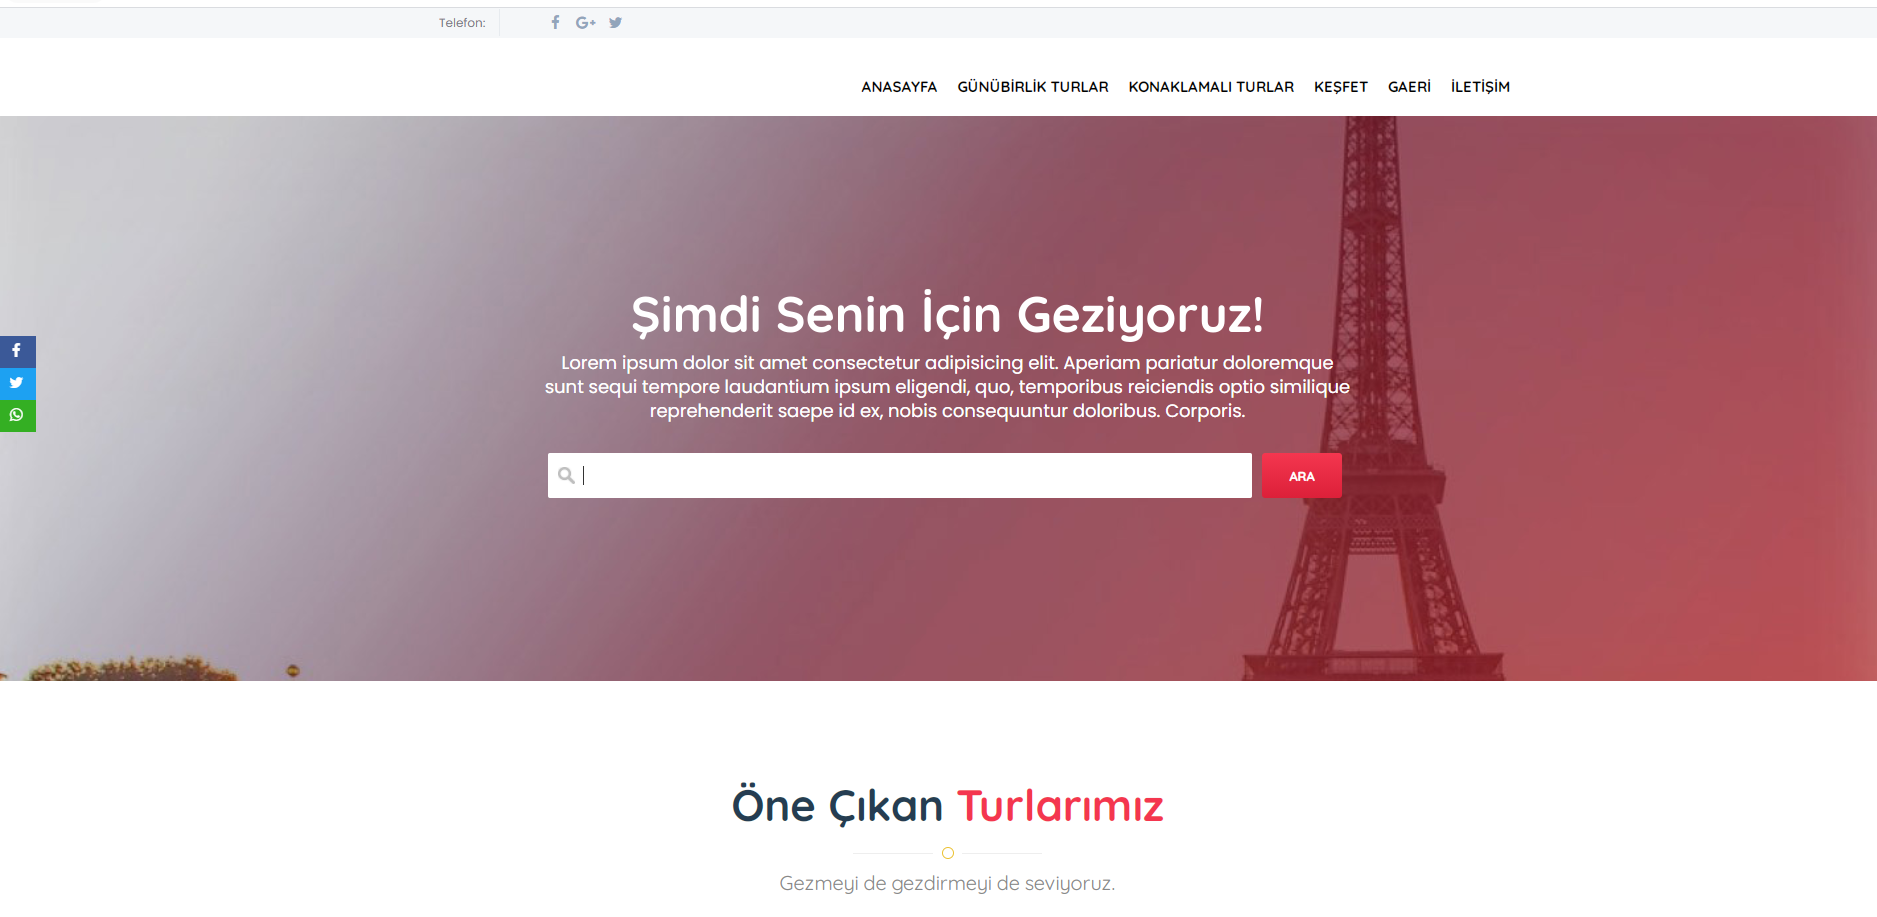 Telefon:
ANASAYFA GÜNÜBİRLİK TURLAR KONAKLAMALI TURLAR KEŞFET GAERİ İLETİŞİM
Şimdi Senin İçin Geziyoruz!
Lorem ipsum dolor sit amet consectetur adipisicing elit. Aperiam pariatur doloremque
sunt sequi tempore laudantium ipsum eligendi, quo, temporibus reiciendis optio similique
reprehenderit saepe id ex, nobis consequuntur doloribus. Corporis.
ARA
Öne Çıkan Turlarımız
Gezmeyi de gezdirmeyi de seviyoruz.